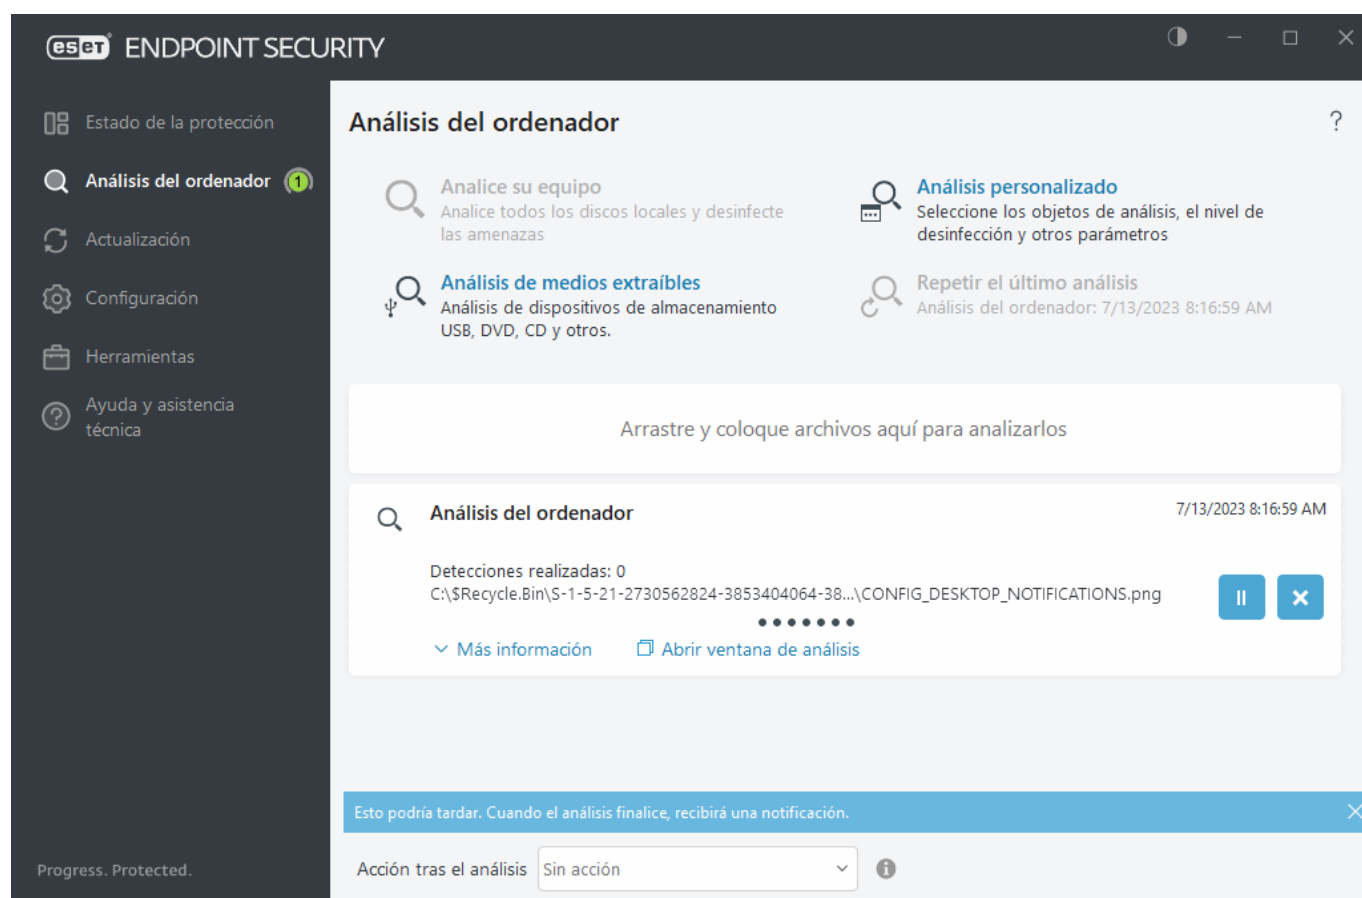 eset ENDPOINT SECURITY
Estado de la protección
Análisis del ordenador 1
Actualización
Configuración
Herramientas
Ayuda y asistencia
técnica
Progress. Protected.
Análisis del ordenador
?
Analice su equipo
Analice todos los discos locales y desinfecte
las amenazas
Análisis personalizado
Seleccione los objetos de análisis, el nivel de
desinfección y otros parámetros
Análisis de medios extraíbles
Análisis de dispositivos de almacenamiento
USB, DVD, CD y otros.
Repetir el último análisis
Análisis del ordenador: 7/13/2023 8:16:59 AM
Arrastre y coloque archivos aquí para analizarlos
Análisis del ordenador
7/13/2023 8:16:59 AM
Detecciones realizadas: 0
C:\$Recycle.Bin\S-1-5-21-2730562824-3853404064-38...\CONFIG_DESKTOP_NOTIFICATIONS.png
Más información
Abrir ventana de análisis
Esto podría tardar. Cuando el análisis finalice, recibirá una notificación.
Acción tras el análisis
Sin acción